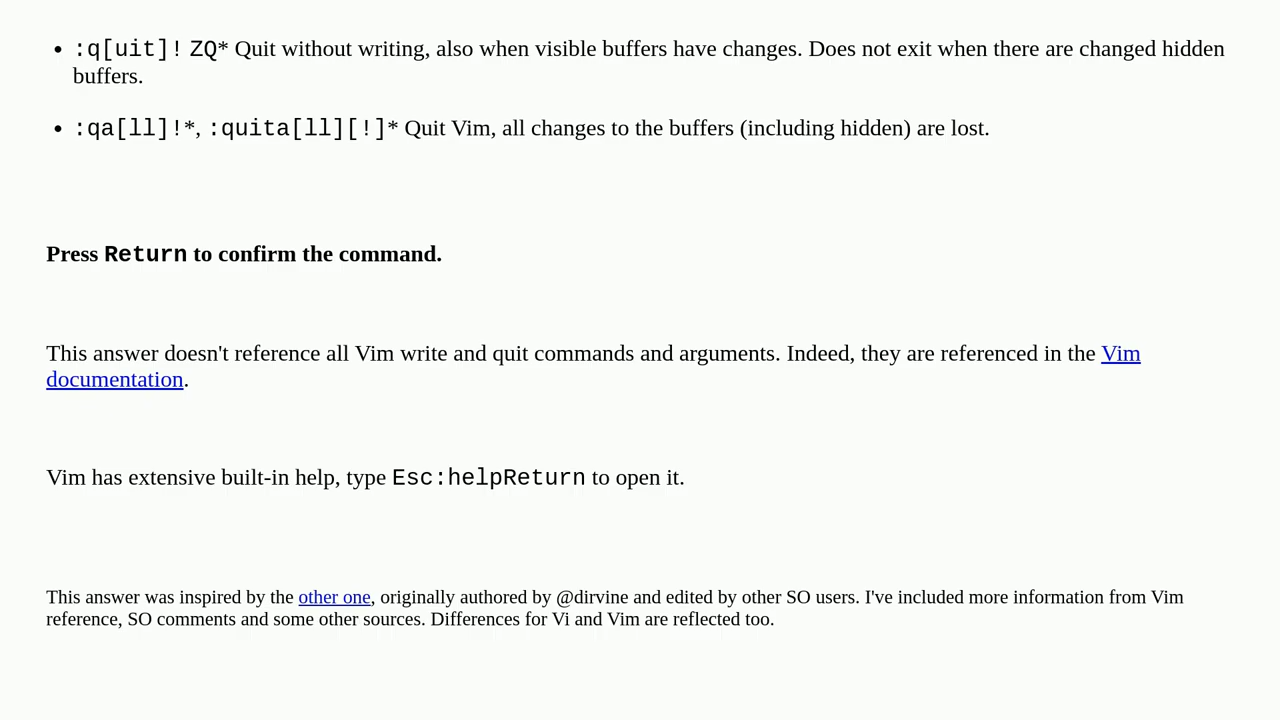 • :q[uit]! ZQ* Quit without writing, also when visible buffers have changes. Does not exit when there are changed hidden
buffers.
• :qa[ll]!*, :quita[ll][!]* Quit Vim, all changes to the buffers (including hidden) are lost.
Press Return to confirm the command.
This answer doesn't reference all Vim write and quit commands and arguments. Indeed, they are referenced in the Vim
documentation.
Vim has extensive built-in help, type Esc:helpReturn to open it.
This answer was inspired by the other one, originally authored by @dirvine and edited by other SO users. I've included more information from Vim
reference, SO comments and some other sources. Differences for Vi and Vim are reflected too.